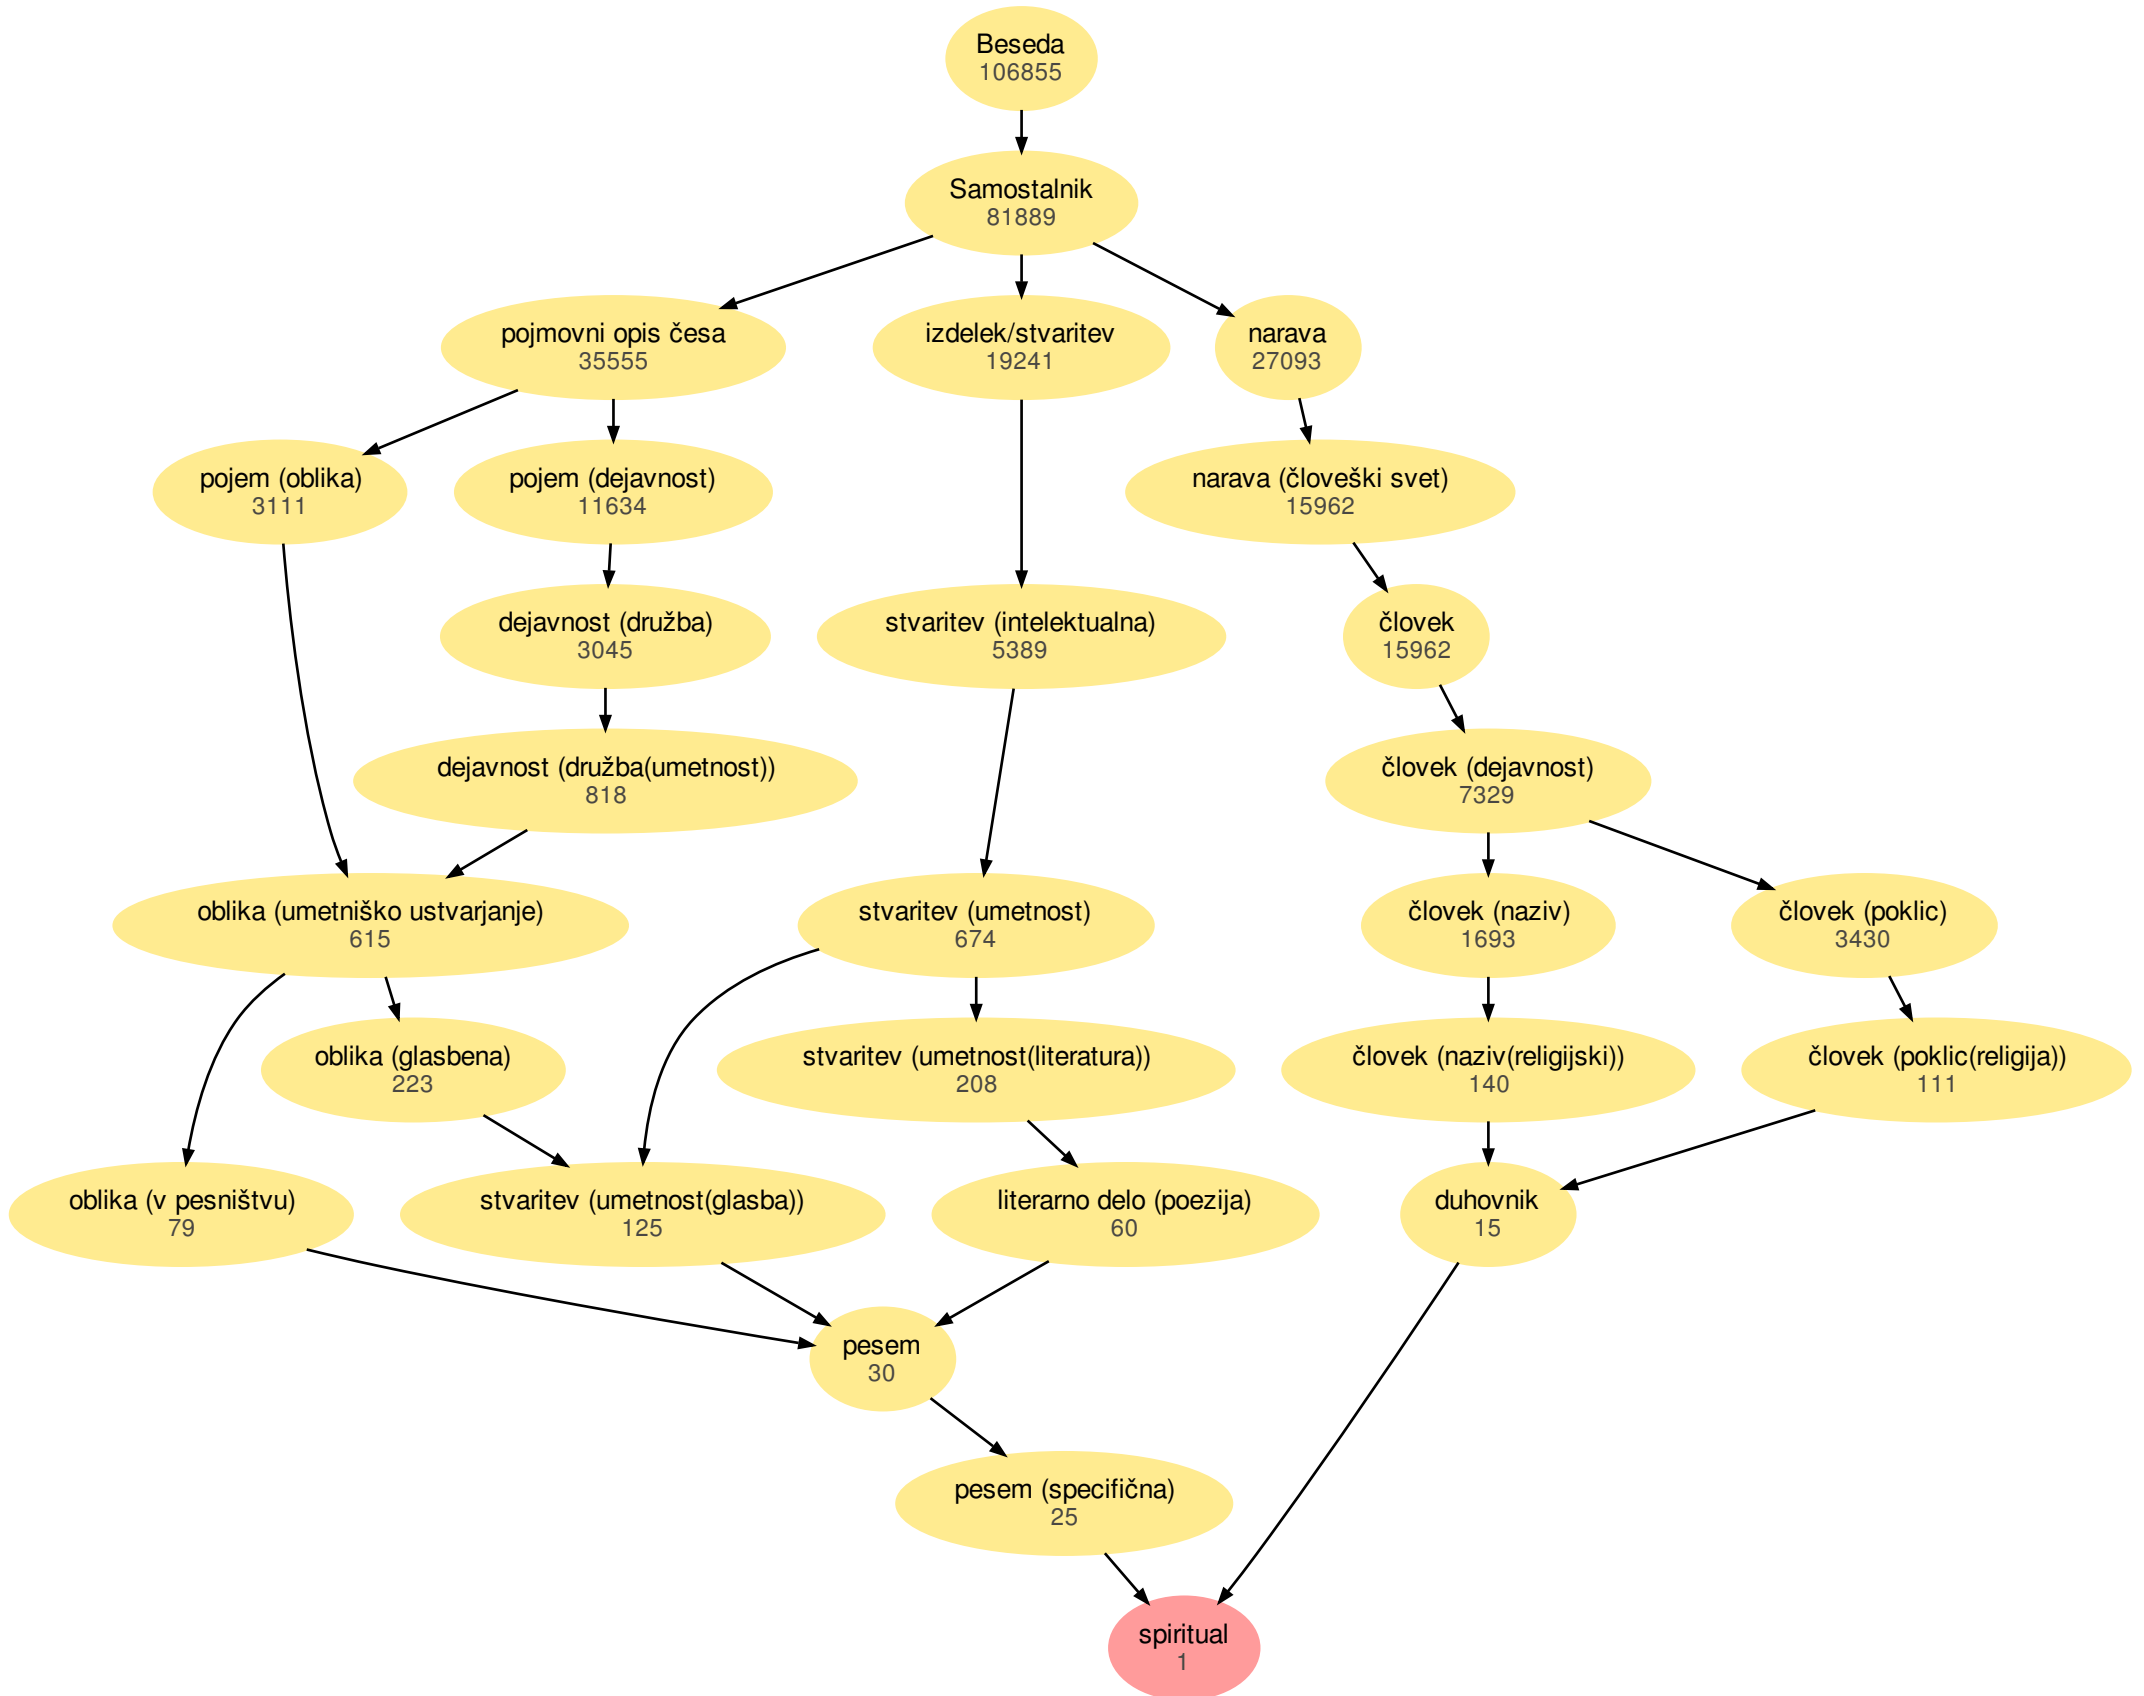 Beseda
106855
Samostalnik
81889
pojmovni opis česa
35555
izdelek/stvaritev
19241
narava
27093
pojem (oblika)
3111
pojem (dejavnost)
11634
narava (človeški svet)
15962
dejavnost (družba)
3045
stvaritev (intelektualna)
5389
človek
15962
dejavnost (družba(umetnost))
818
človek (dejavnost)
7329
oblika (umetniško ustvarjanje)
615
stvaritev (umetnost)
674
človek (naziv)
1693
človek (poklic)
3430
oblika (glasbena)
223
stvaritev (umetnost(literatura))
208
človek (naziv(religijski))
140
človek (poklic(religija))
111
oblika (v pesništvu)
79
stvaritev (umetnost(glasba))
125
literarno delo (poezija)
60
duhovnik
15
pesem
30
pesem (specifična)
25
spiritual
1